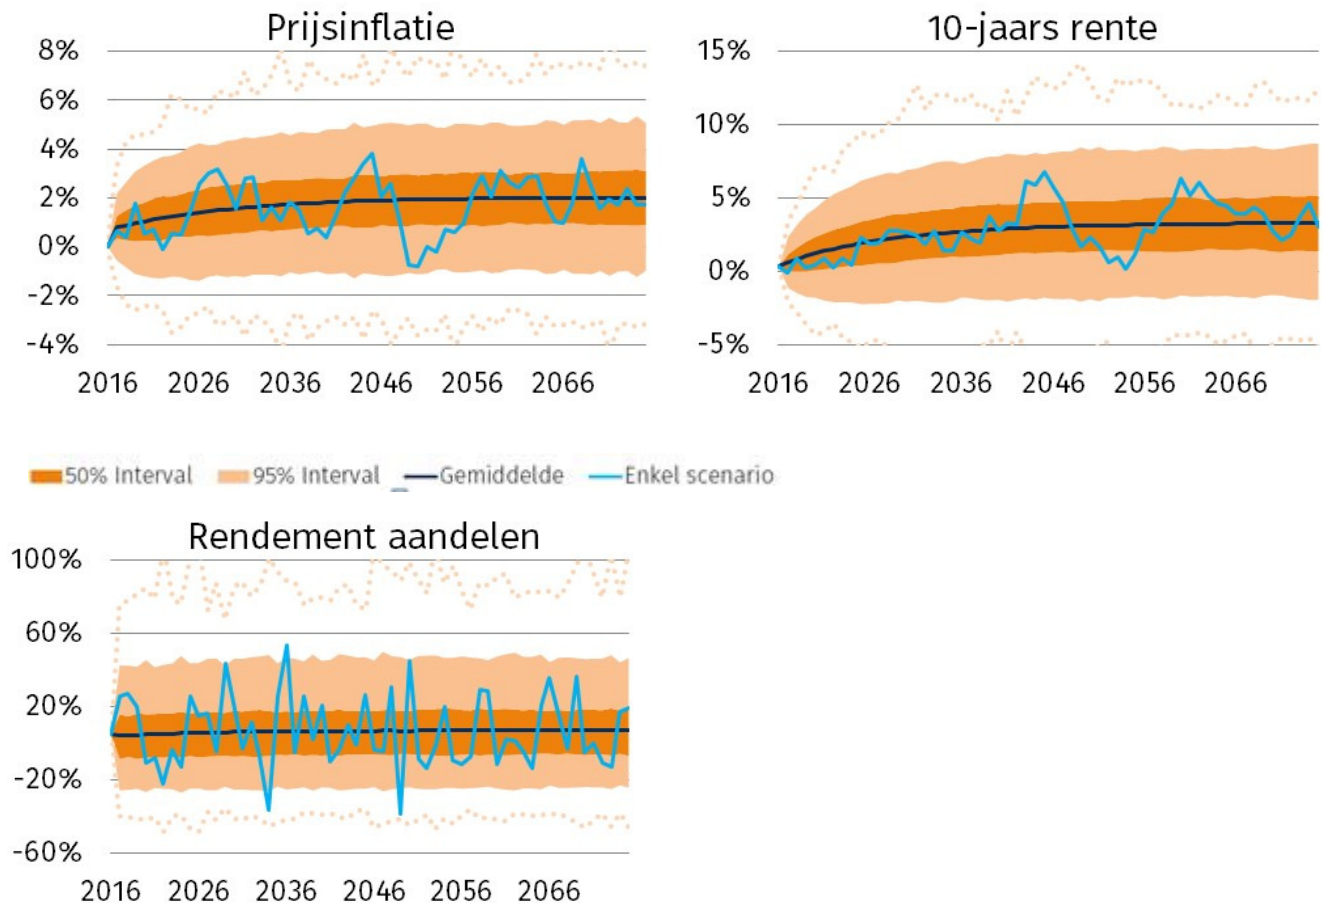 Prijsinflatie
8%
6%
4%
2%
0%
-2%
-4%
2016 2026 2036 2046 2056 2066
10-jaars rente
15%
10%
5%
0%
-5%
2016 2026 2036 2046 2056 2066
50% Interval 95% Interval Gemiddelde Enkel scenario
Rendement aandelen
100%
60%
20%
-20%
-60%
2016 2026 2036 2046 2056 2066